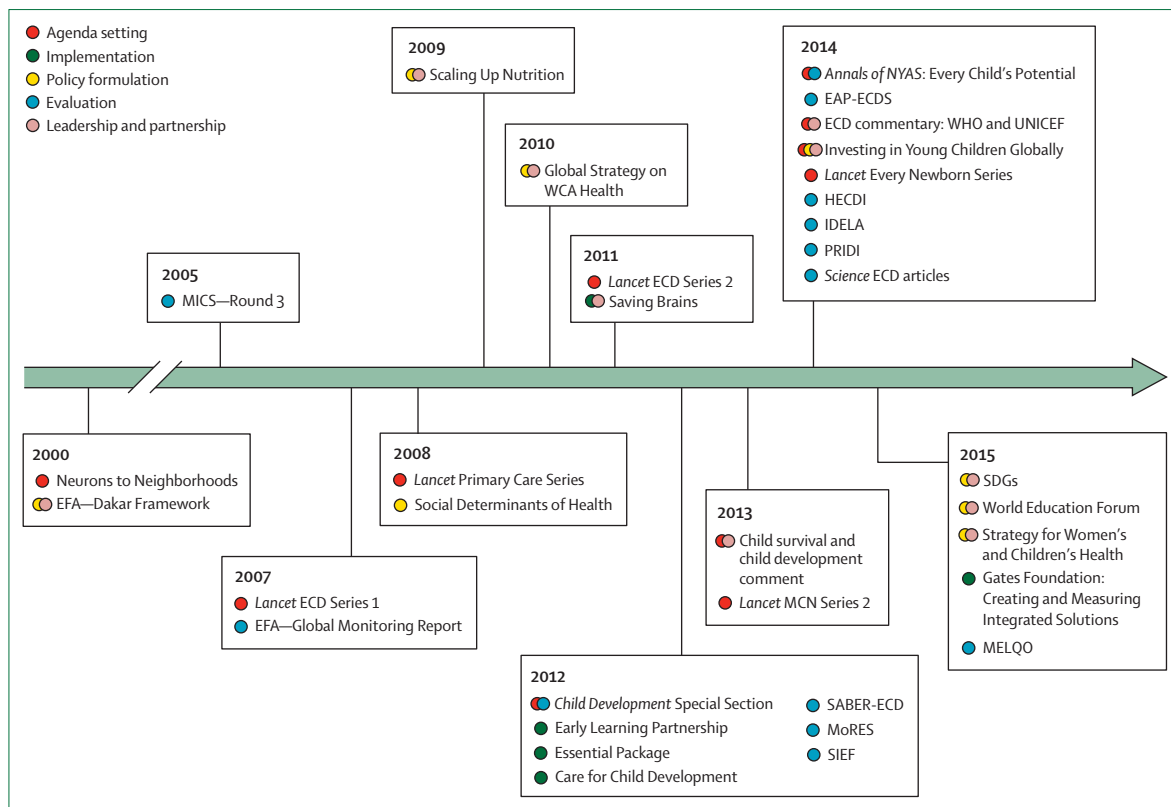 Agenda setting
Implementation
Policy formulation
Evaluation
Leadership and partnership
2009
Scaling Up Nutrition
2010
Global Strategy on
WCA Health
2011
Lancet ECD Series 2
Saving Brains
2014
Annals of NYAS: Every Child's Potential
EAP-ECDS
ECD commentary: WHO and UNICEF
Investing in Young Children Globally
Lancet Every Newborn Series
HECDI
IDELA
PRIDI
Science ECD articles
2005
MICS—Round 3
2000
Neurons to Neighborhoods
EFA—Dakar Framework
2007
Lancet ECD Series 1
EFA—Global Monitoring Report
2008
Lancet Primary Care Series
Social Determinants of Health
2012
Child Development Special Section
Early Learning Partnership
Essential Package
Care for Child Development
SABER-ECD
MoRES
SIEF
2013
Child survival and
child development
comment
Lancet MCN Series 2
2015
SDGs
World Education Forum
Strategy for Women's
and Children's Health
Gates Foundation:
Creating and Measuring
Integrated Solutions
MELQO